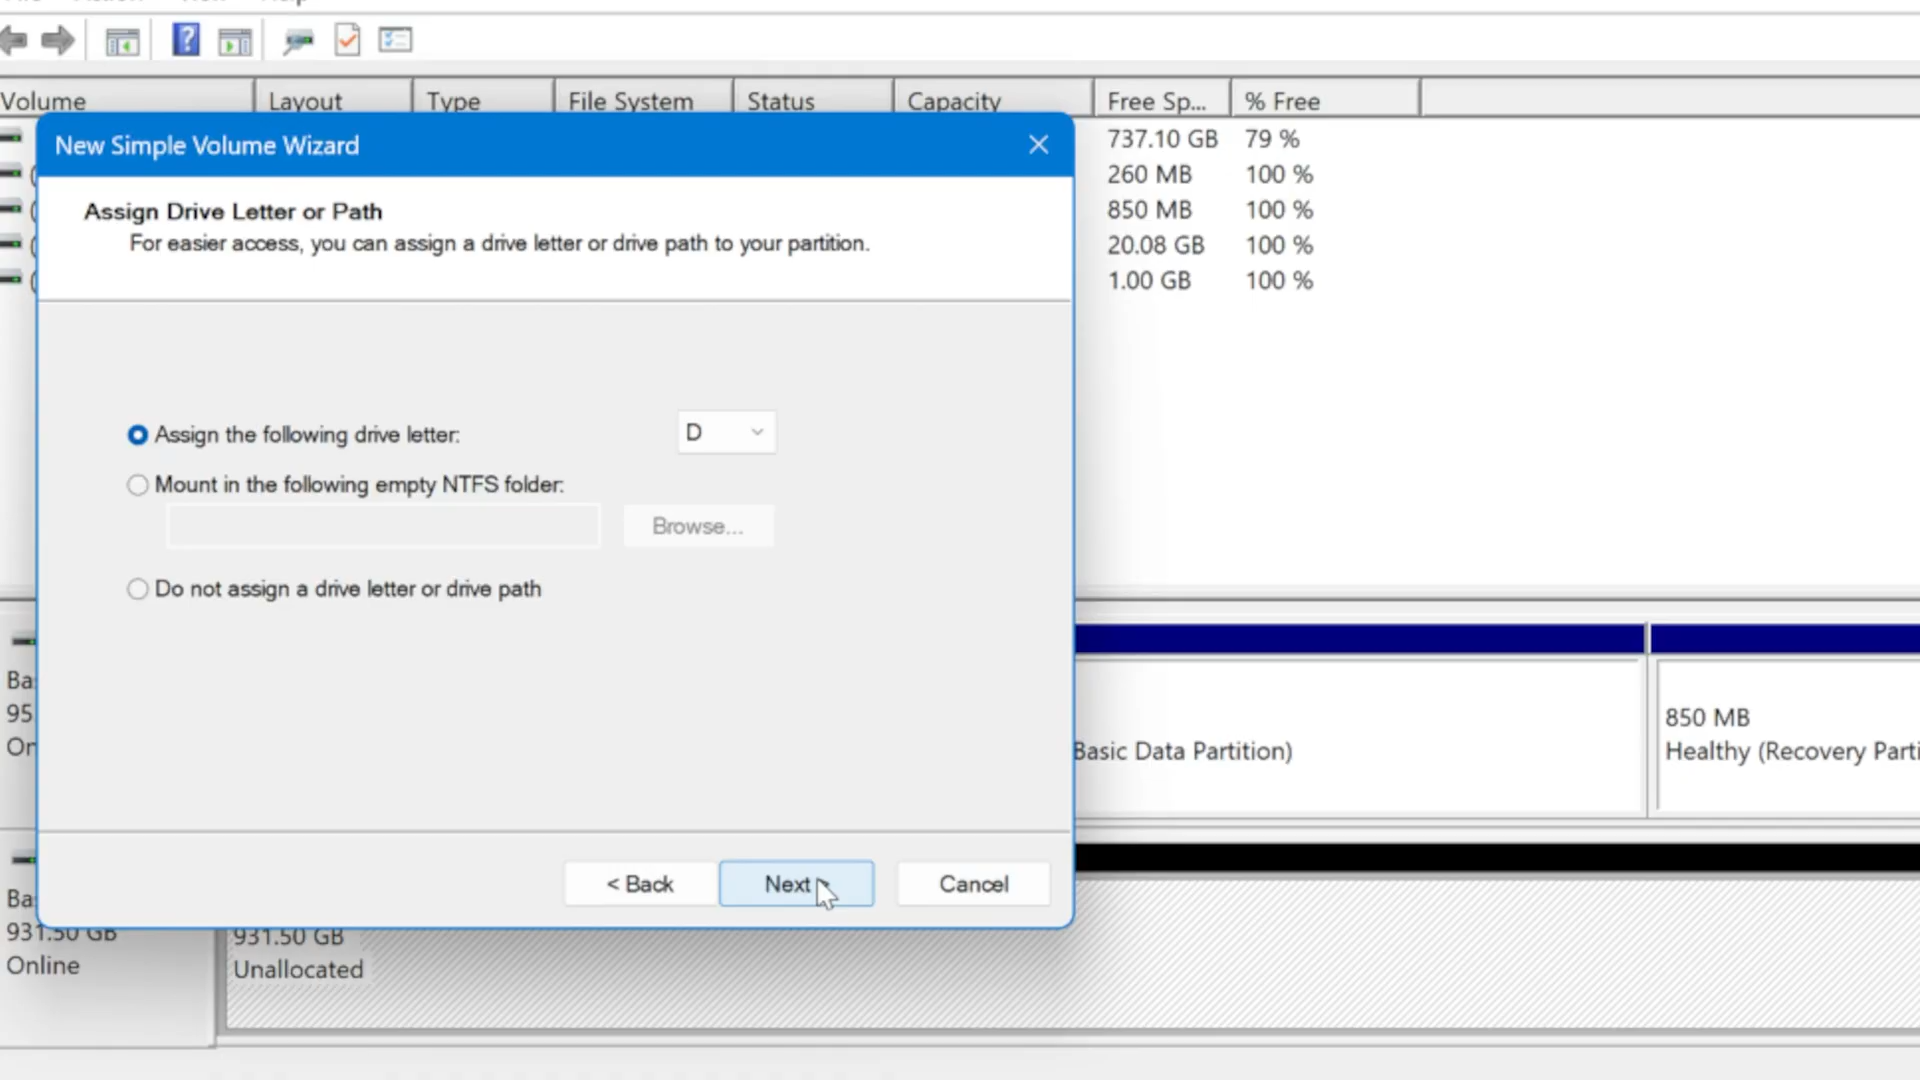 Volume Layout Type File System Status Capacity Free Sp... % Free
New Simple Volume Wizard
737.10 GB 79 %
260 MB 100 %
Assign Drive Letter or Path
850 MB 100 %
For easier access, you can assign a drive letter or drive path to your partition.
20.08 GB 100 %
1.00 GB 100 %
Assign the following drive letter: D
Mount in the following empty NTFS folder:
Browse...
Do not assign a drive letter or drive path
Ba
95
850 MB
On
Basic Data Partition)
Healthy (Recovery Parti
< Back Next > Cancel
Ba
931.50 GB
931.50 GB
Online
Unallocated